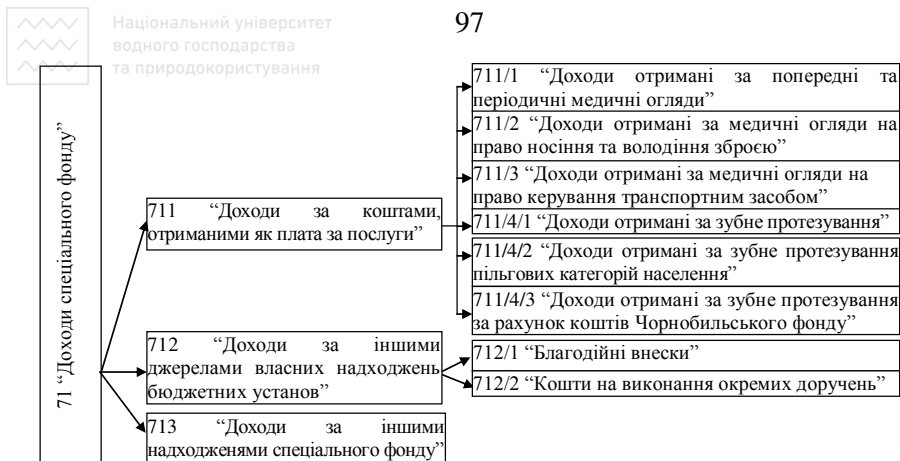 Національний університет
водного господарства
та природокористування
97
71 “Доходи спеціального фонду”
711 “Доходи за коштами,
отриманими як плата за послуги”
711/1 “Доходи отримані за попередні та
періодичні медичні огляди”
711/2 “Доходи отримані за медичні огляди на
право носіння та володіння зброєю”
711/3 “Доходи отримані за медичні огляди на
право керування транспортним засобом”
711/4/1 “Доходи отримані за зубне протезування”
711/4/2 “Доходи отримані за зубне протезування
пільгових категорій населення”
711/4/3 “Доходи отримані за зубне протезування
за рахунок коштів Чорнобильського фонду”
712 “Доходи за іншими
джерелами власних надходжень
бюджетних установ”
712/1 “Благодійні внески”
712/2 “Кошти на виконання окремих доручень”
713 “Доходи за іншими
надходженями спеціального фонду”